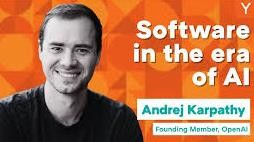 Y
Software
in the era
of AI
Andrej Karpathy
Founding Member, OpenAI